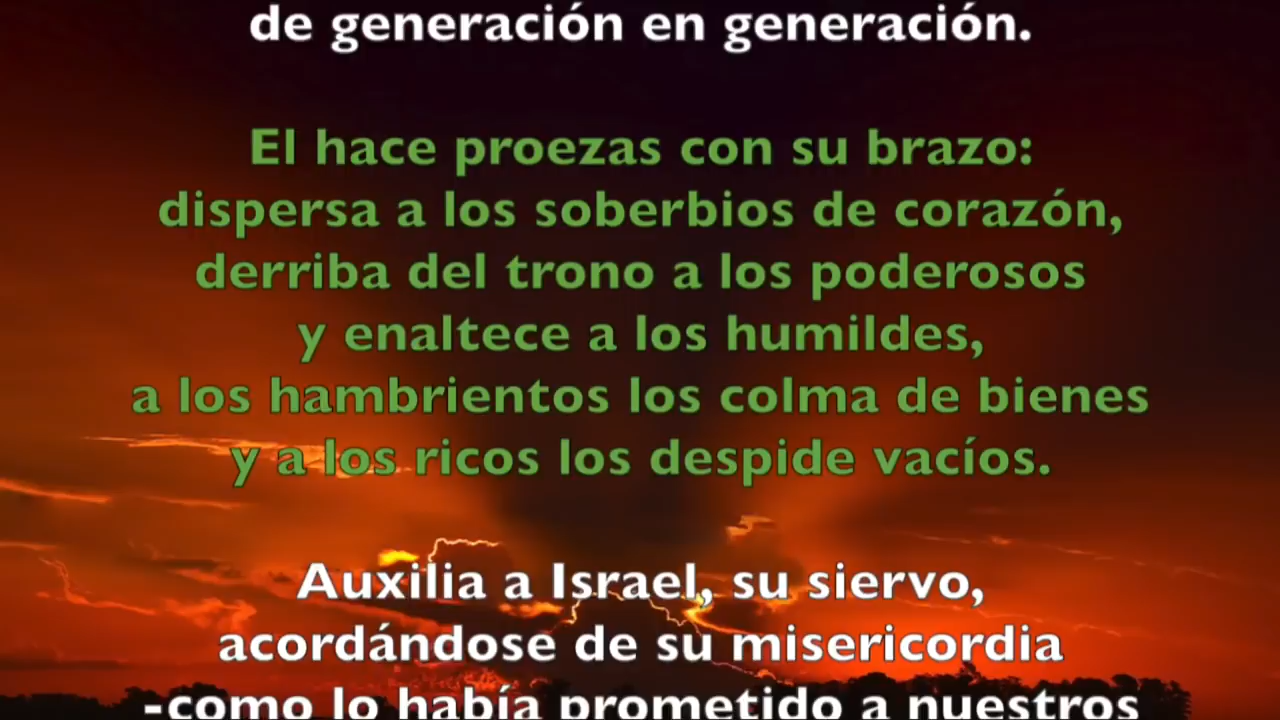 de generación en generación.
El hace proezas con su brazo:
dispersa a los soberbios de corazón,
derriba del trono a los poderosos
y enaltece a los humildes,
a los hambrientos los colma de bienes
y a los ricos los despide vacíos.
Auxilia a Israel, su siervo,
acordándose de su misericordia
-como lo había prometido a nuestros